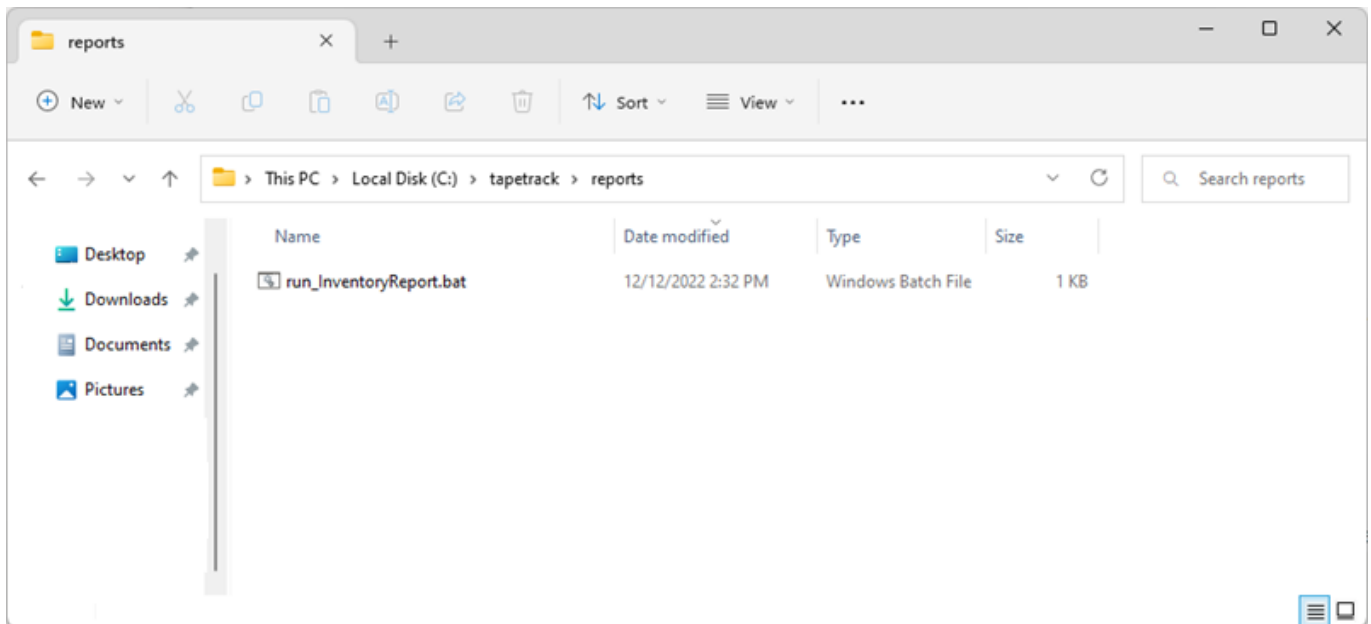 reports
New Sort View
This PC > Local Disk (C:) > tapetrack > reports Search reports
Name Date modified Type Size
Desktop
run_InventoryReport.bat 12/12/2022 2:32 PM Windows Batch File 1 KB
Downloads
Documents
Pictures